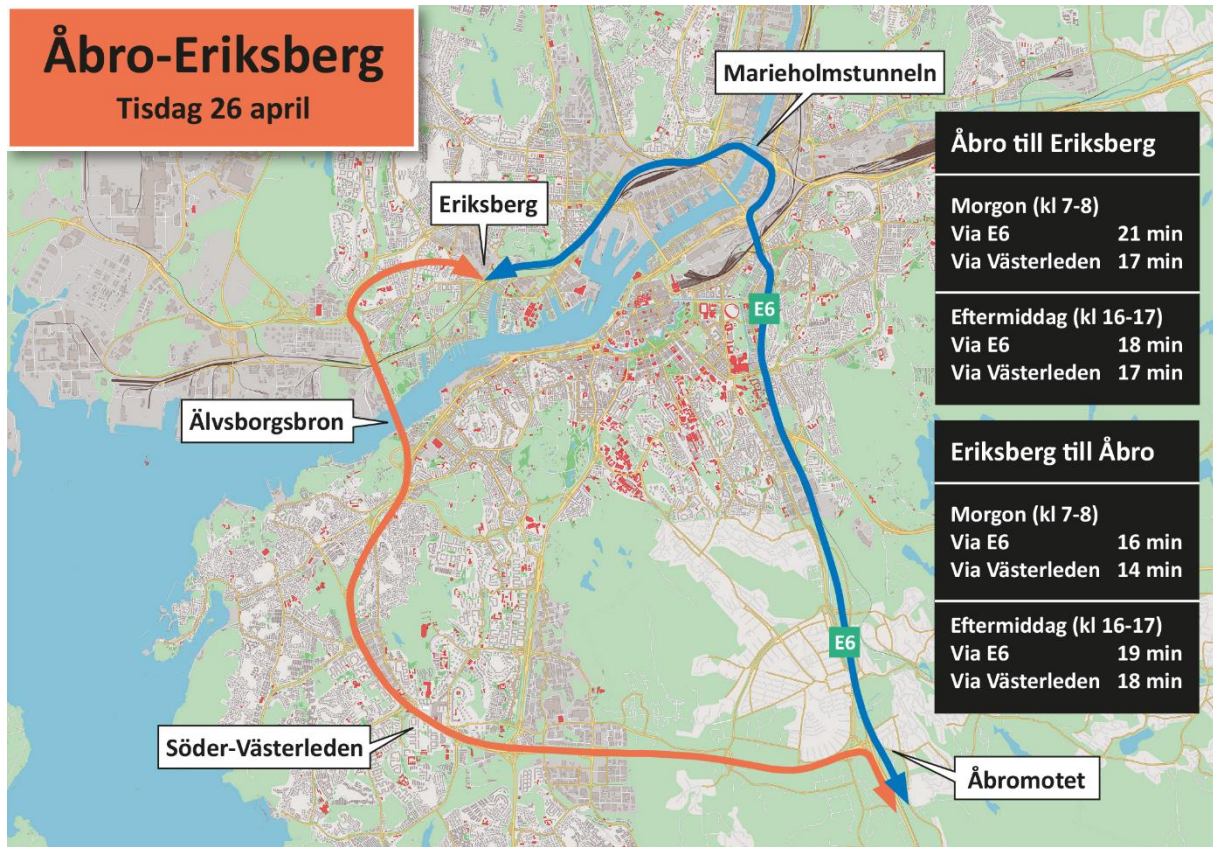 Åbro-Eriksberg
Tisdag 26 april
Marieholmstunneln
Eriksberg
E6
Älvsborgsbron
E6
Söder-Västerleden
Åbromotet
Åbro till Eriksberg
Morgon (kl 7-8)
Via E6 21 min
Via Västerleden 17 min
Eftermiddag (kl 16-17)
Via E6 18 min
Via Västerleden 17 min
Eriksberg till Åbro
Morgon (kl 7-8)
Via E6 16 min
Via Västerleden 14 min
Eftermiddag (kl 16-17)
Via E6 19 min
Via Västerleden 18 min